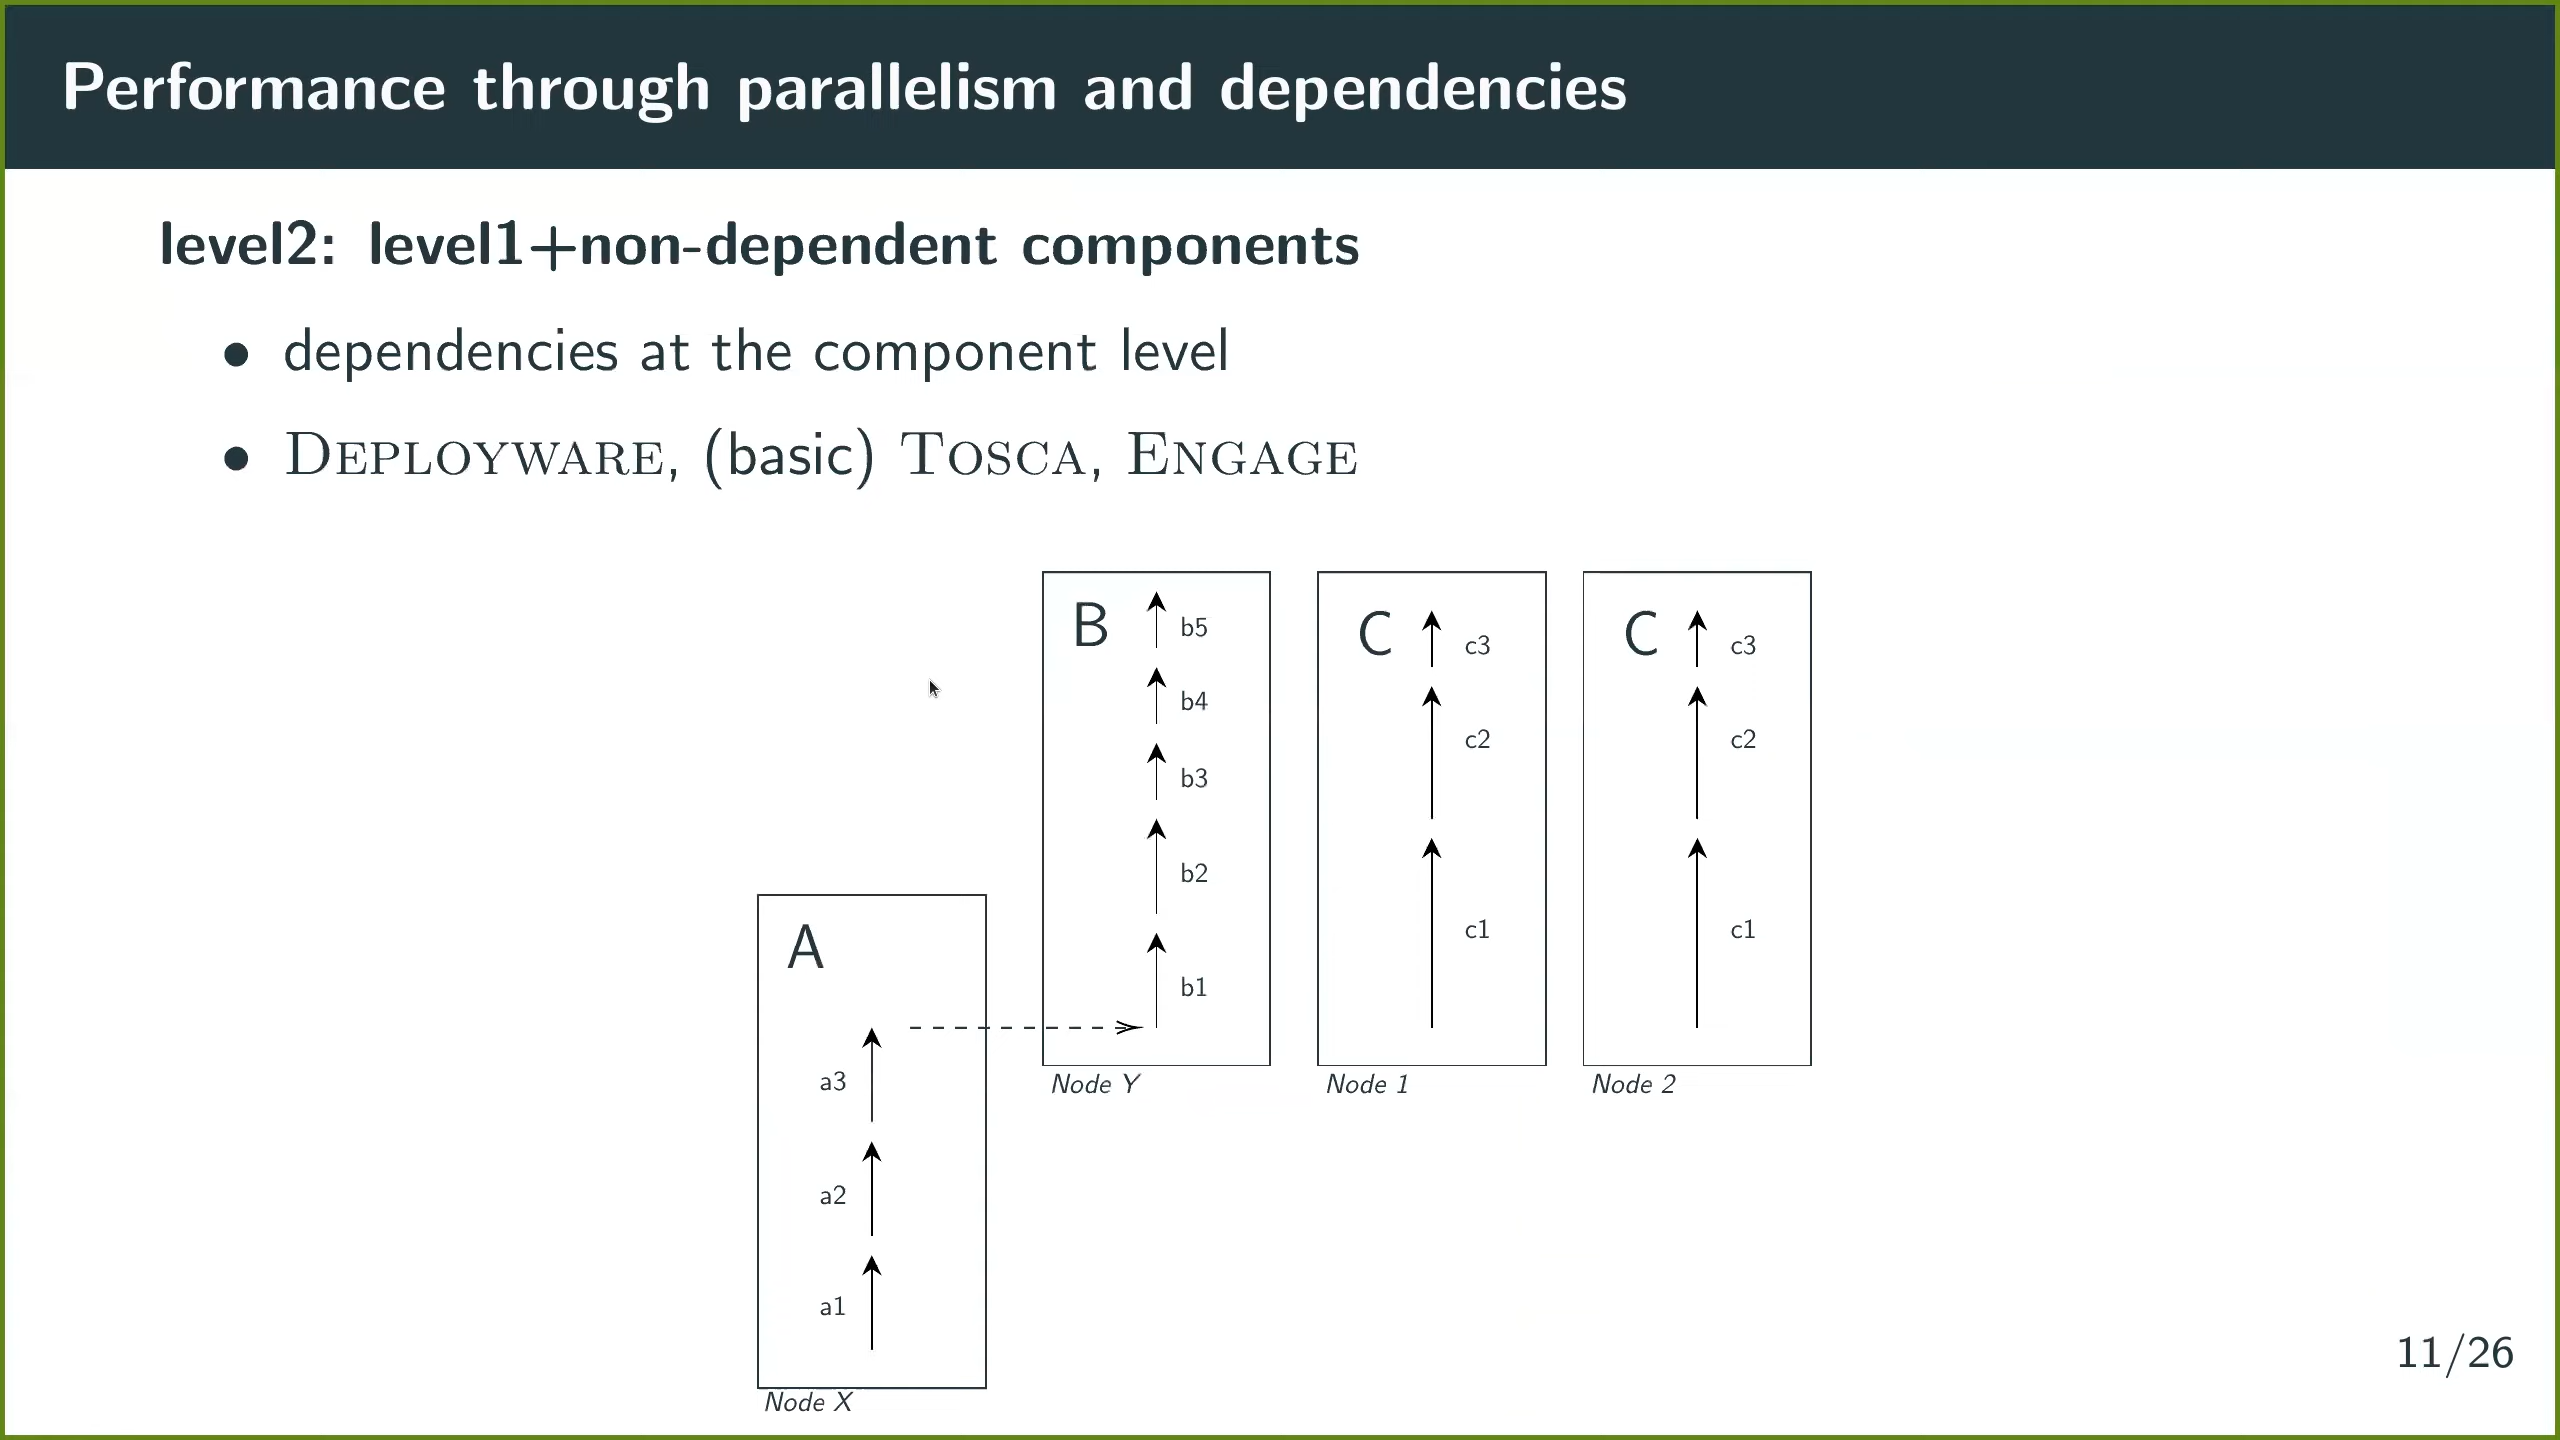 Performance through parallelism and dependencies
level2: level1+non-dependent components
• dependencies at the component level
• DEPLOYWARE, (basic) TOSCA, ENGAGE
B
b5
b4
b3
b2
b1
Node Y
C
c3
c2
c1
Node 1
C
c3
c2
c1
Node 2
A
a3
a2
a1
Node X
11/26